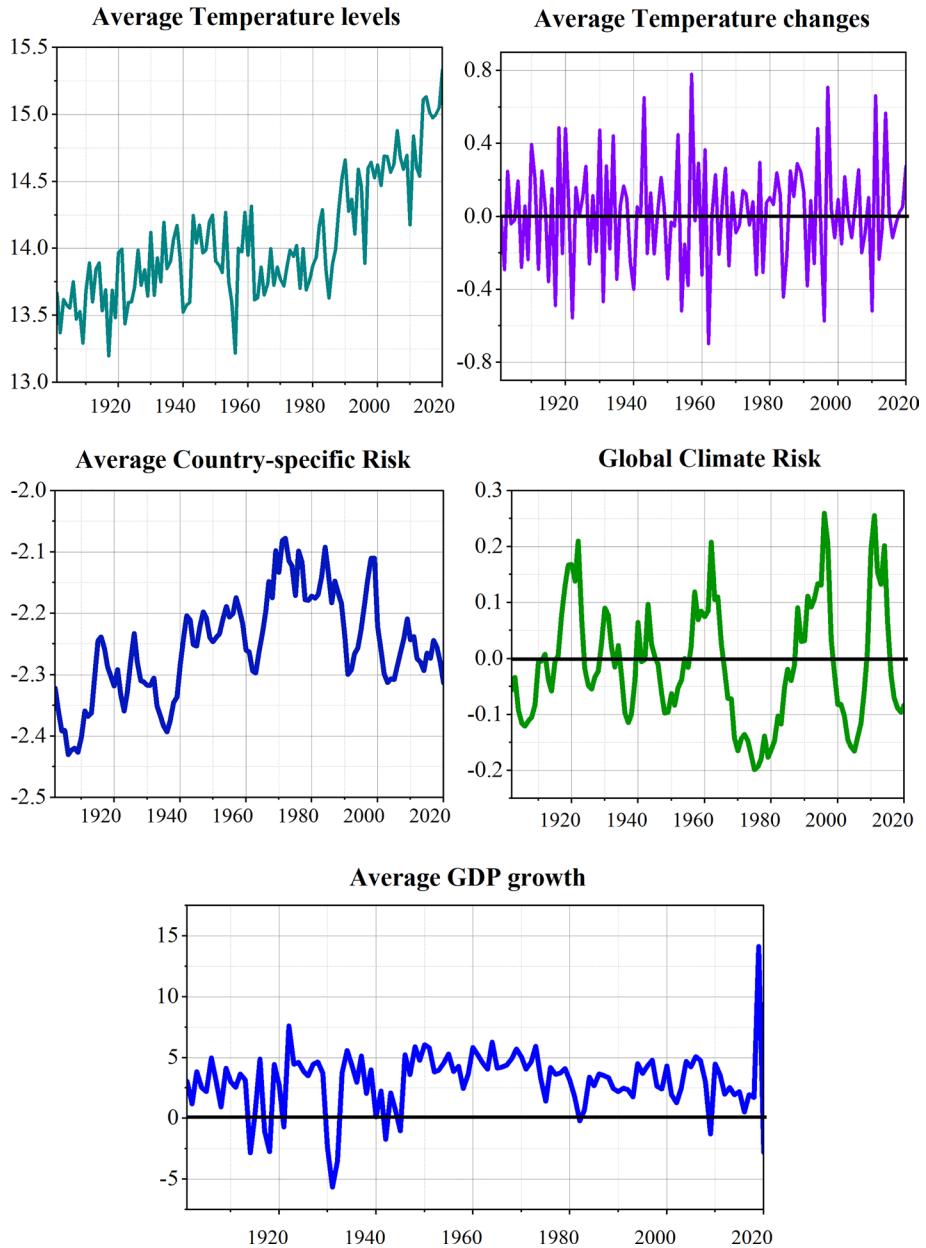 Average Temperature levels
15.5
15.0
14.5
14.0
13.5
13.0
1920 1940 1960 1980 2000 2020
Average Temperature changes
0.8
0.4
0.0
-0.4
-0.8
1920 1940 1960 1980 2000 2020
Average Country-specific Risk
-2.0
-2.1
-2.2
-2.3
-2.4
-2.5
1920 1940 1960 1980 2000 2020
Global Climate Risk
0.3
0.2
0.1
0.0
-0.1
-0.2
1920 1940 1960 1980 2000 2020
Average GDP growth
15
10
5
0
-5
1920 1940 1960 1980 2000 2020